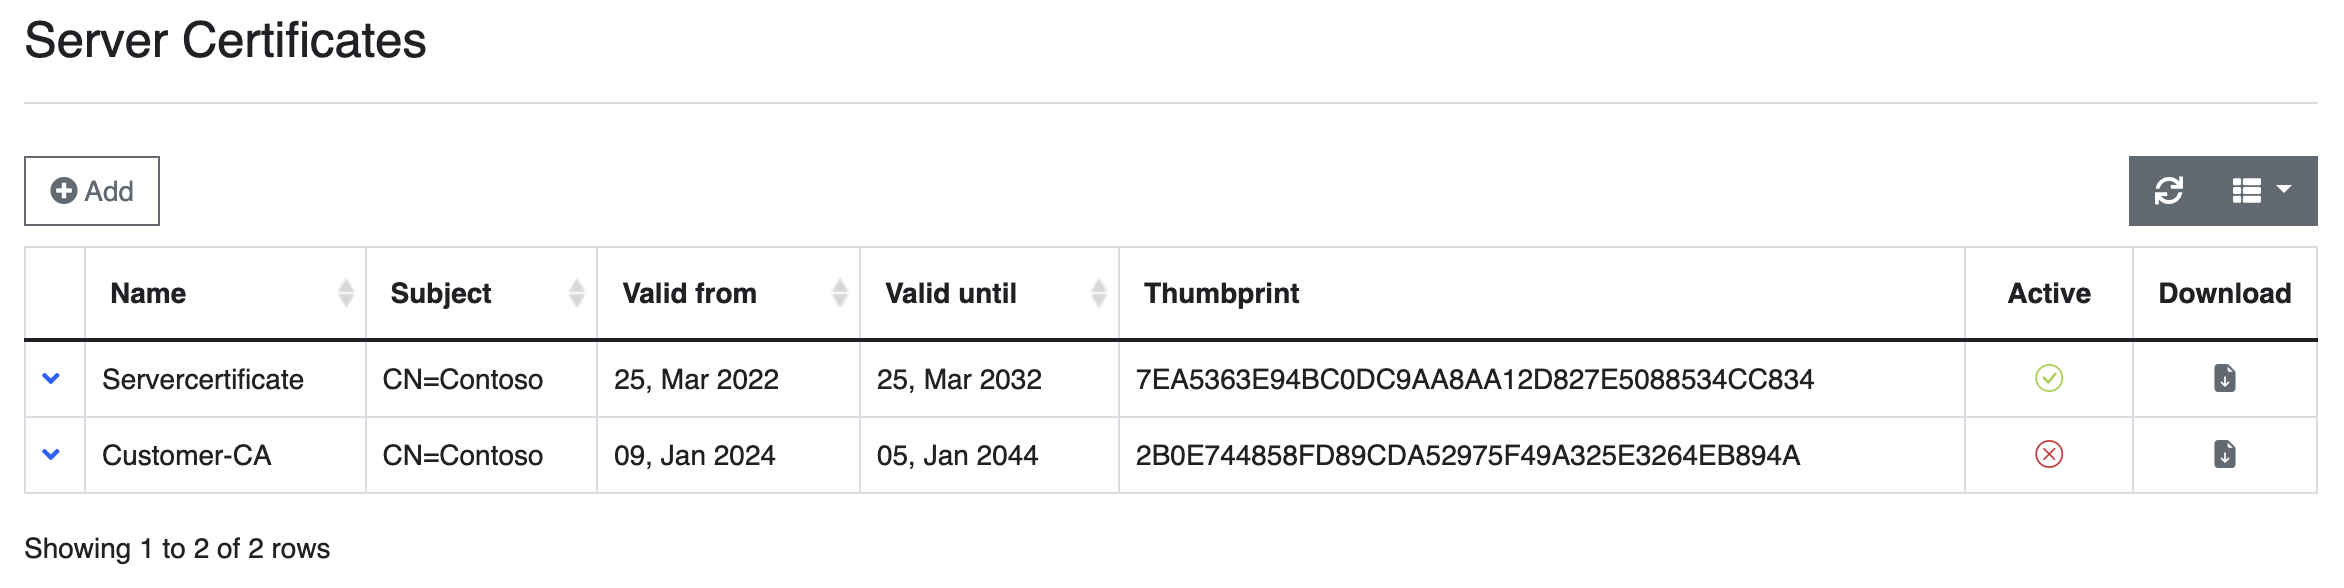 Server Certificates
Add
Name Subject Valid from Valid until Thumbprint Active Download
Servercertificate CN=Contoso 25, Mar 2022 25, Mar 2032 7EA5363E94BC0DC9AA8AA12D827E5088534CC834
Customer-CA CN=Contoso 09, Jan 2024 05, Jan 2044 2B0E744858FD89CDA52975F49A325E3264EB894A
Showing 1 to 2 of 2 rows